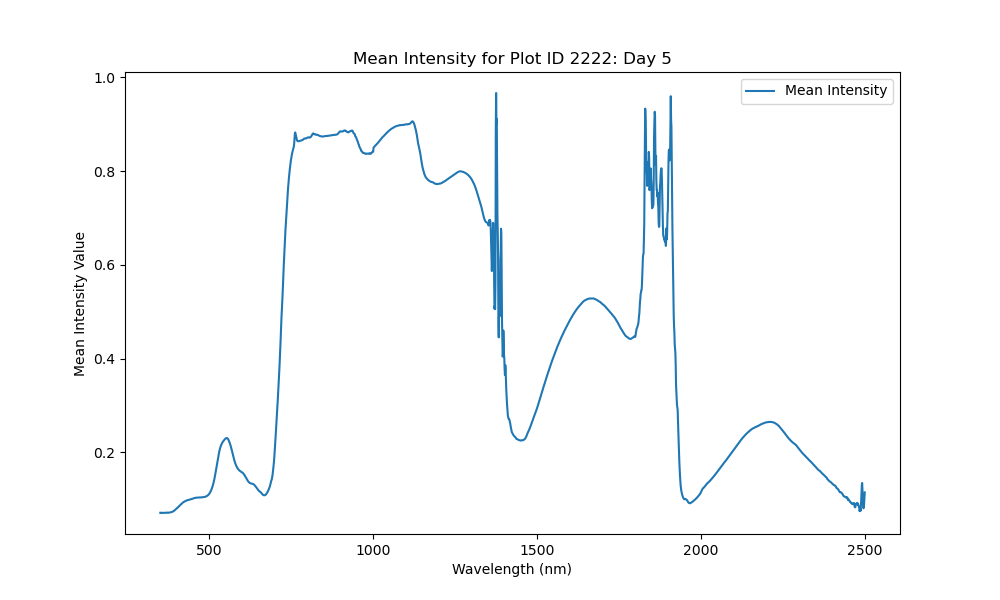 Mean Intensity for Plot ID 2222: Day 5
Mean Intensity
Mean Intensity Value
1.0
0.8
0.6
0.4
0.2
500 1000 1500 2000 2500
Wavelength (nm)